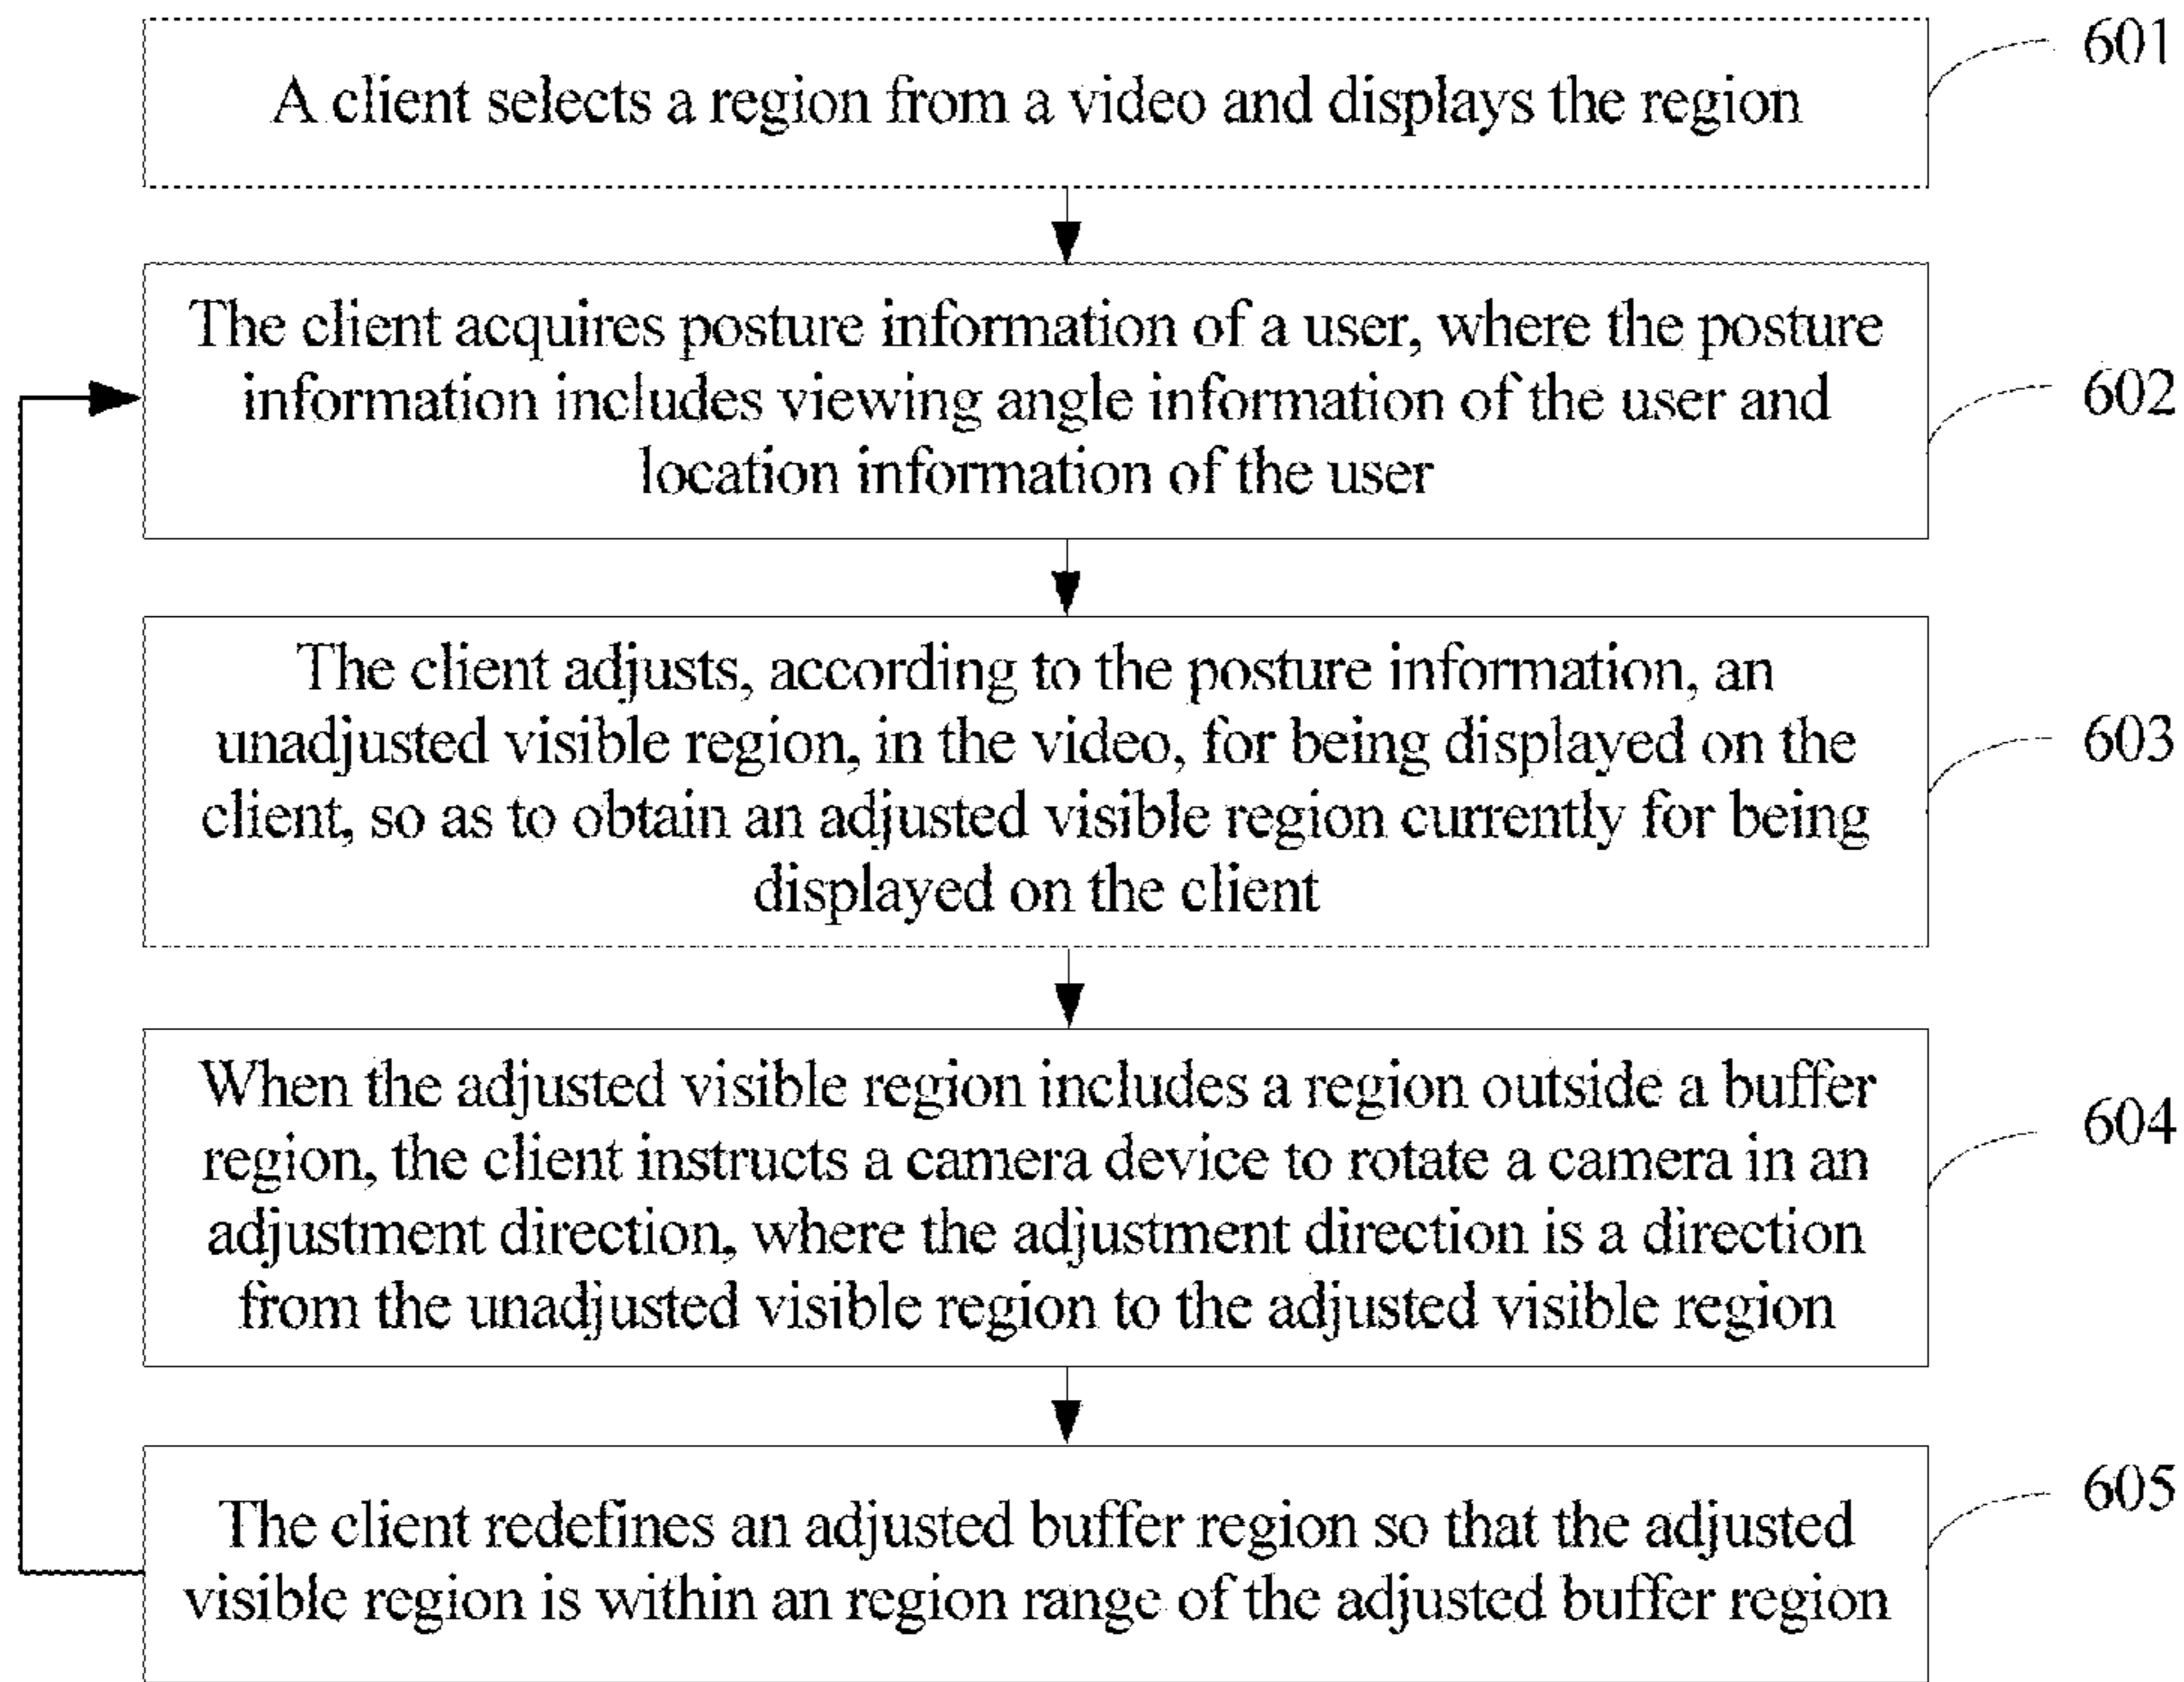 A client selects a region from a video and displays the region
601
The client acquires posture information of a user, where the posture
information includes viewing angle information of the user and
location information of the user
602
The client adjusts, according to the posture information, an
unadjusted visible region, in the video, for being displayed on the
client, so as to obtain an adjusted visible region currently for being
displayed on the client
603
When the adjusted visible region includes a region outside a buffer
region, the client instructs a camera device to rotate a camera in an
adjustment direction, where the adjustment direction is a direction
from the unadjusted visible region to the adjusted visible region
604
The client redefines an adjusted buffer region so that the adjusted
visible region is within an region range of the adjusted buffer region
605